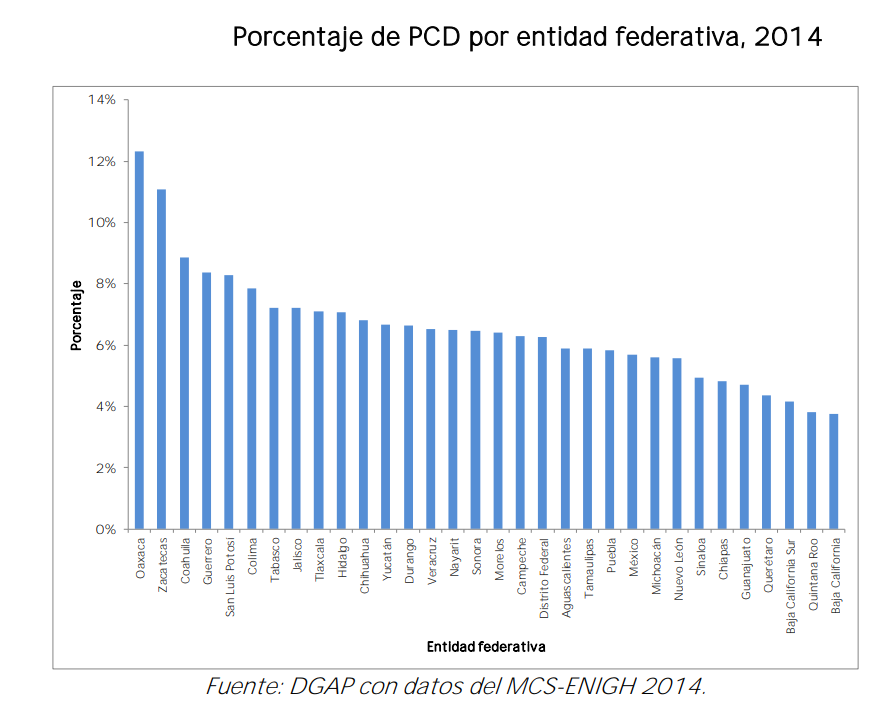 Porcentaje de PCD por entidad federativa, 2014
14%
12%
10%
8%
6%
4%
2%
0%
Porcentaje
Oaxaca
Zacatecas
Coahulla
Guerrero
San Luis Potosí
Colima
Tabasco
Jalisco
Tlaxcala
Hidalgo
Chihuahua
Yucatán
Durango
Veracruz
Nayarit
Sonora
Morelos
Campeche
Distrito Federal
Aguascalientes
Tamaulipas
Puebla
México
Michoacán
Nuevo León
Sinaloa
Chiapas
Guanajuato
Querétaro
Baja California Sur
Quintana Roo
Baja California
Entidad federativa
Fuente: DGAP con datos del MCS-ENIGH 2014.